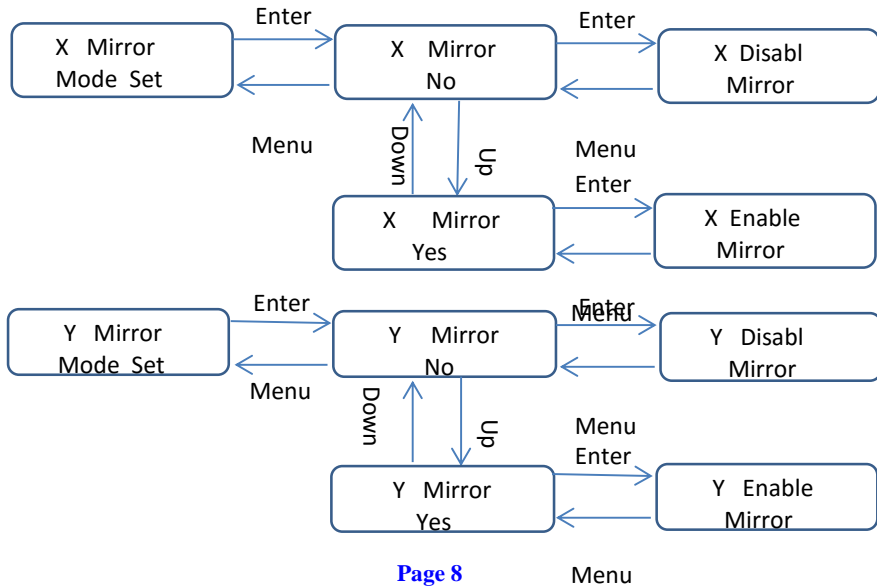 Enter
Enter
X Mirror
Mode Set
X Mirror
No
X Disabl
Mirror
Menu
Down
Up
Menu
Enter
X Mirror
Yes
X Enable
Mirror
Enter
Enter
Menu
Y Mirror
Mode Set
Y Mirror
No
Y Disabl
Mirror
Menu
Down
Up
Menu
Enter
Y Mirror
Yes
Y Enable
Mirror
Page 8
Menu